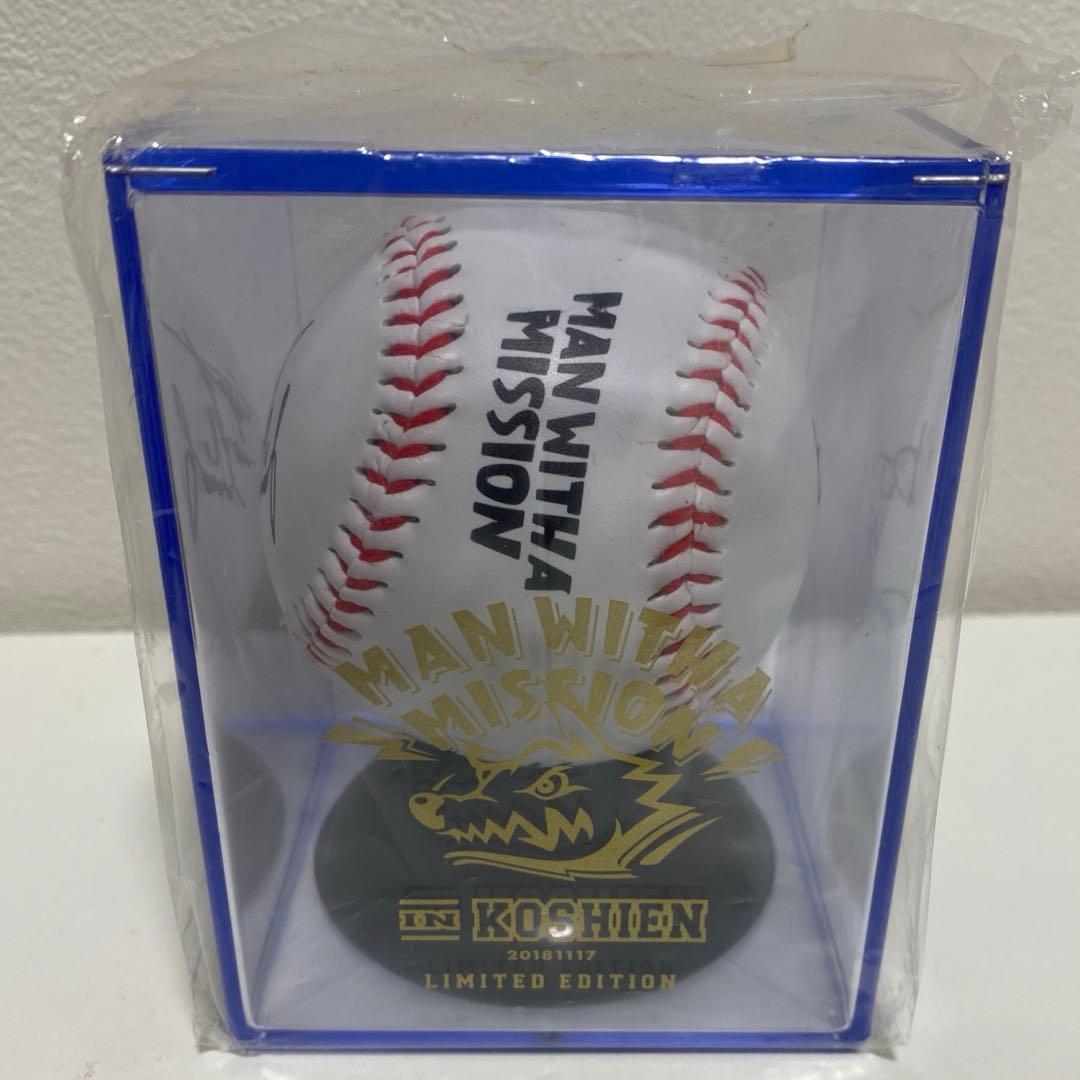 MAN WITH A
MISSION
MAN WITH A
MISSION
IN KOSHIEN
20181117
LIMITED EDITION